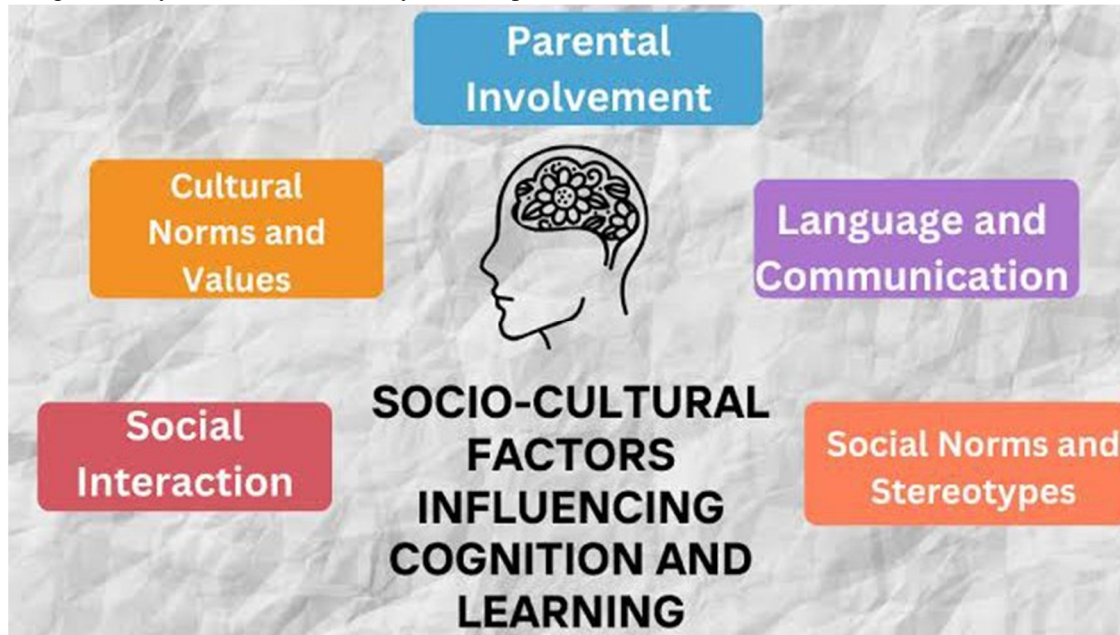 Parental
Involvement
Cultural
Norms and
Values
Language and
Communication
Social
Interaction
Social Norms and
Stereotypes
SOCIO-CULTURAL
FACTORS
INFLUENCING
COGNITION AND
LEARNING